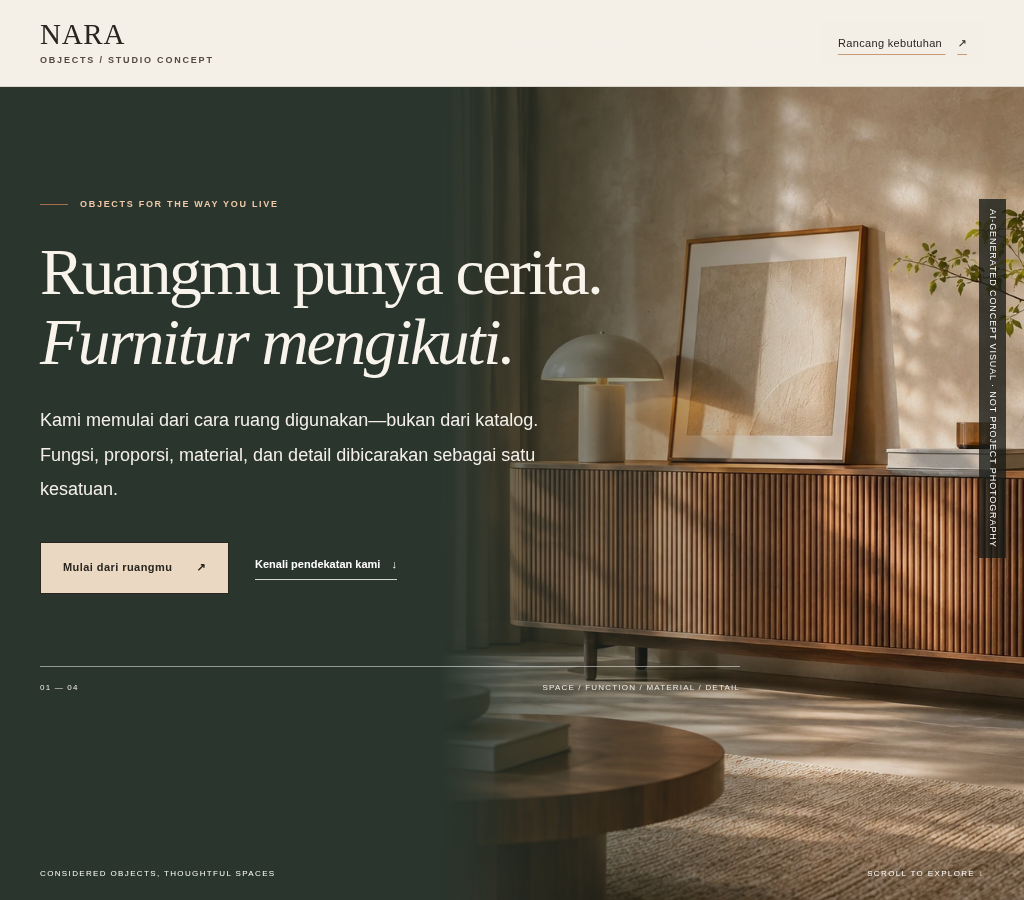 NARA
OBJECTS / STUDIO CONCEPT
Rancang kebutuhan ↗
OBJECTS FOR THE WAY YOU LIVE
Ruangmu punya cerita.
Furnitur mengikuti.
Kami memulai dari cara ruang digunakan—bukan dari katalog.
Fungsi, proporsi, material, dan detail dibicarakan sebagai satu
kesatuan.
Mulai dari ruangmu ↗
Kenali pendekatan kami ↓
01 — 04
SPACE / FUNCTION / MATERIAL / DETAIL
AI-GENERATED CONCEPT VISUAL · NOT PROJECT PHOTOGRAPHY
CONSIDERED OBJECTS, THOUGHTFUL SPACES
SCROLL TO EXPLORE ↓